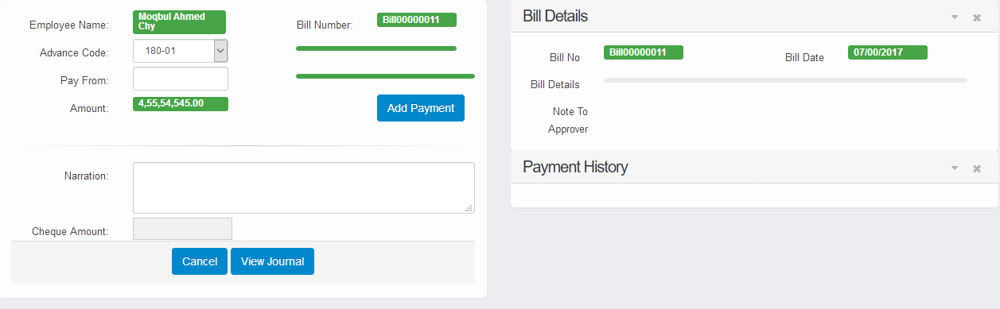 Employee Name:
Moqbul Ahmed
Chy
Bill Number:
Bill00000011
Advance Code:
180-01
Pay From:
Amount:
4,55,54,545.00
Add Payment
Narration:
Cheque Amount:
Cancel
View Journal
Bill Details
Bill No
Bill00000011
Bill Date
07/00/2017
Bill Details
Note To
Approver
Payment History